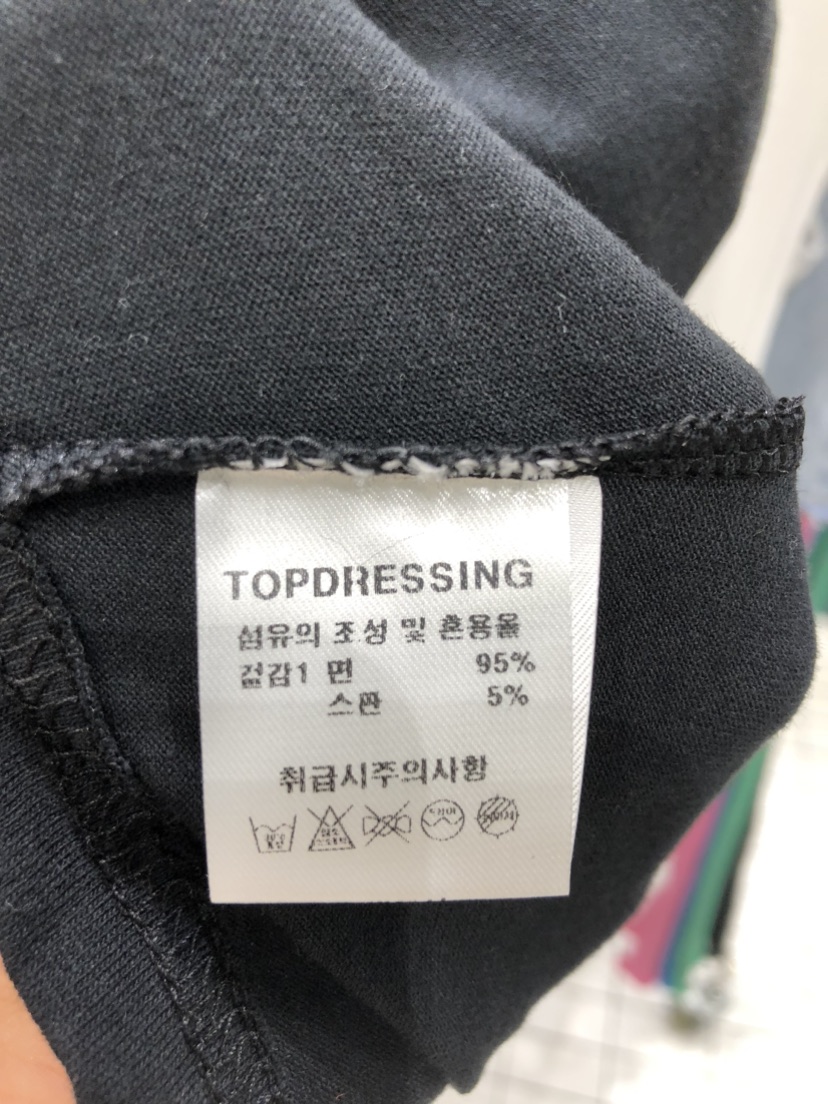 TOPDRESSING
섬유의 조성 및 혼용율
겉감1 면 95%
스판 5%
취급시주의사항